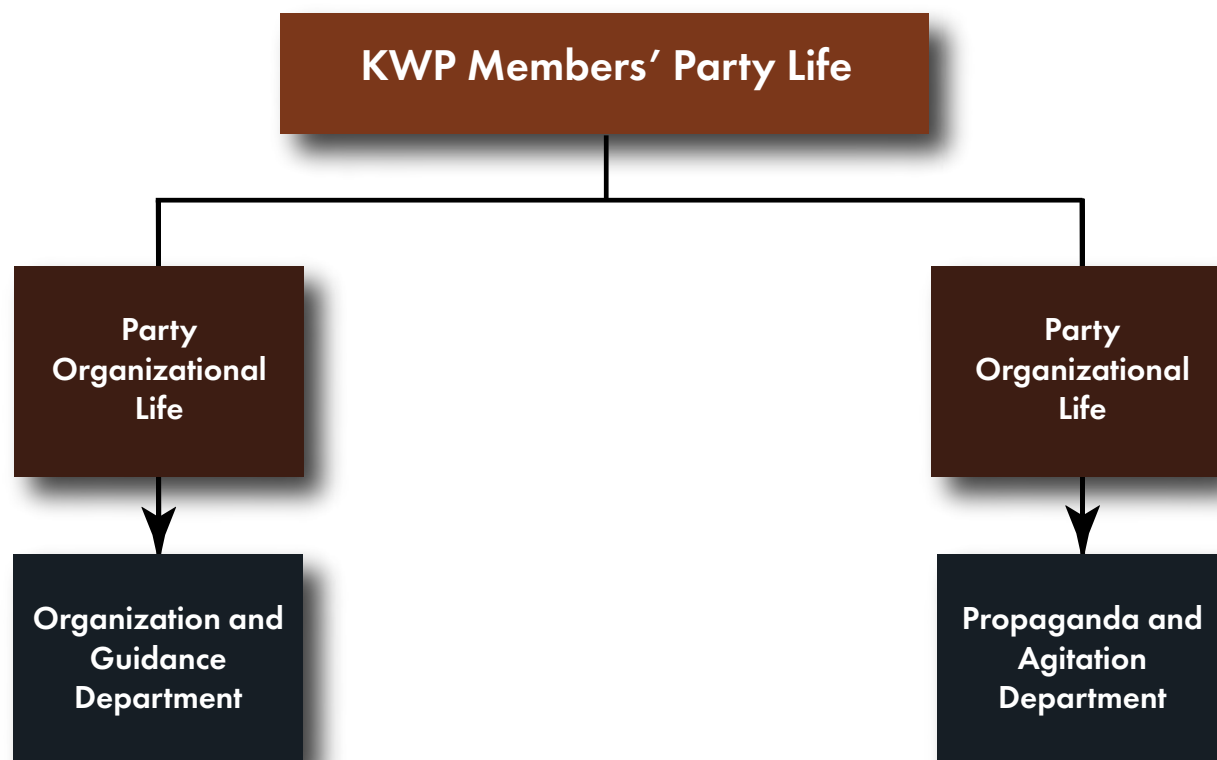 KWP Members’ Party Life
Party
Organizational
Life
Party
Organizational
Life
Organization and
Guidance
Department
Propaganda and
Agitation
Department